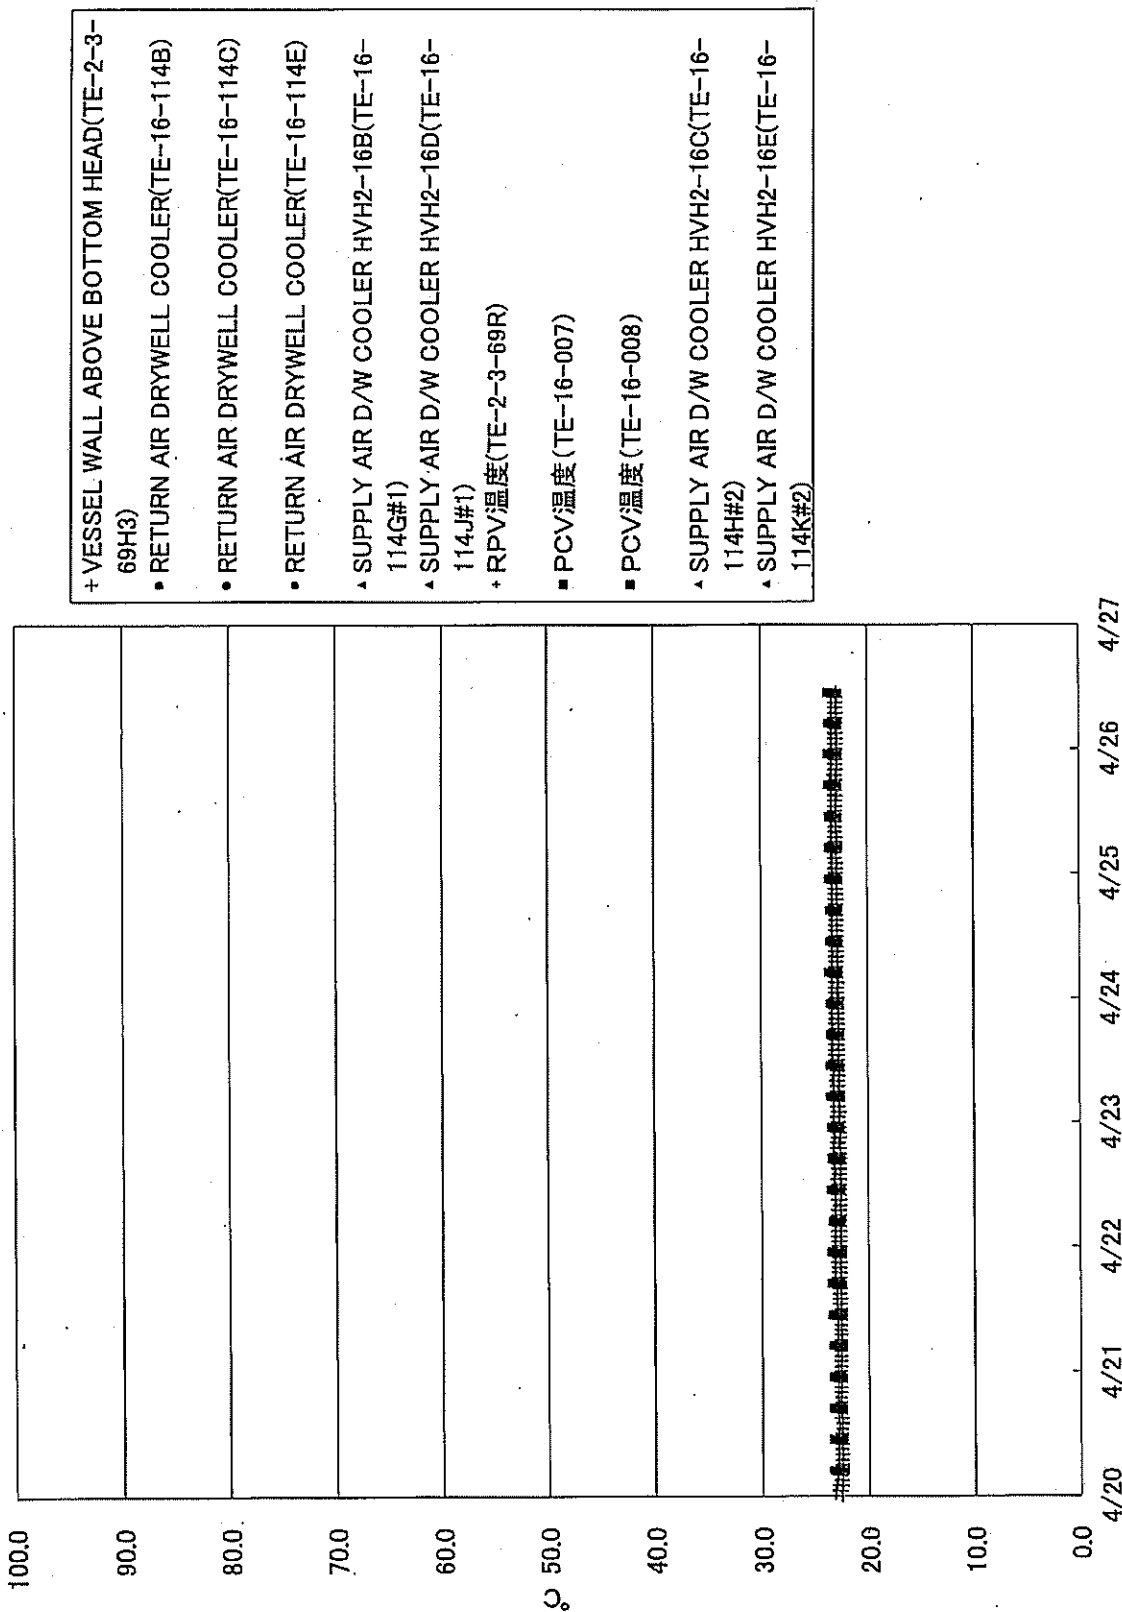 100.0
90.0
80.0
70.0
60.0
50.0
40.0
30.0
20.0
10.0
0.0
℃
4/20
4/21
4/22
4/23
4/24
4/25
4/26
4/27
+ VESSEL WALL ABOVE BOTTOM HEAD(TE-2-3-
69H3)
• RETURN AIR DRYWELL COOLER(TE-16-114B)
• RETURN AIR DRYWELL COOLER(TE-16-114C)
• RETURN AIR DRYWELL COOLER(TE-16-114E)
▲ SUPPLY AIR D/W COOLER HVH2-16B(TE-16-
114G#1)
▲ SUPPLY AIR D/W COOLER HVH2-16D(TE-16-
114J#1)
+ RPV温度(TE-2-3-69R)
■ PCV温度(TE-16-007)
■ PCV温度(TE-16-008)
▲ SUPPLY AIR D/W COOLER HVH2-16C(TE-16-
114H#2)
▲ SUPPLY AIR D/W COOLER HVH2-16E(TE-16-
114K#2)